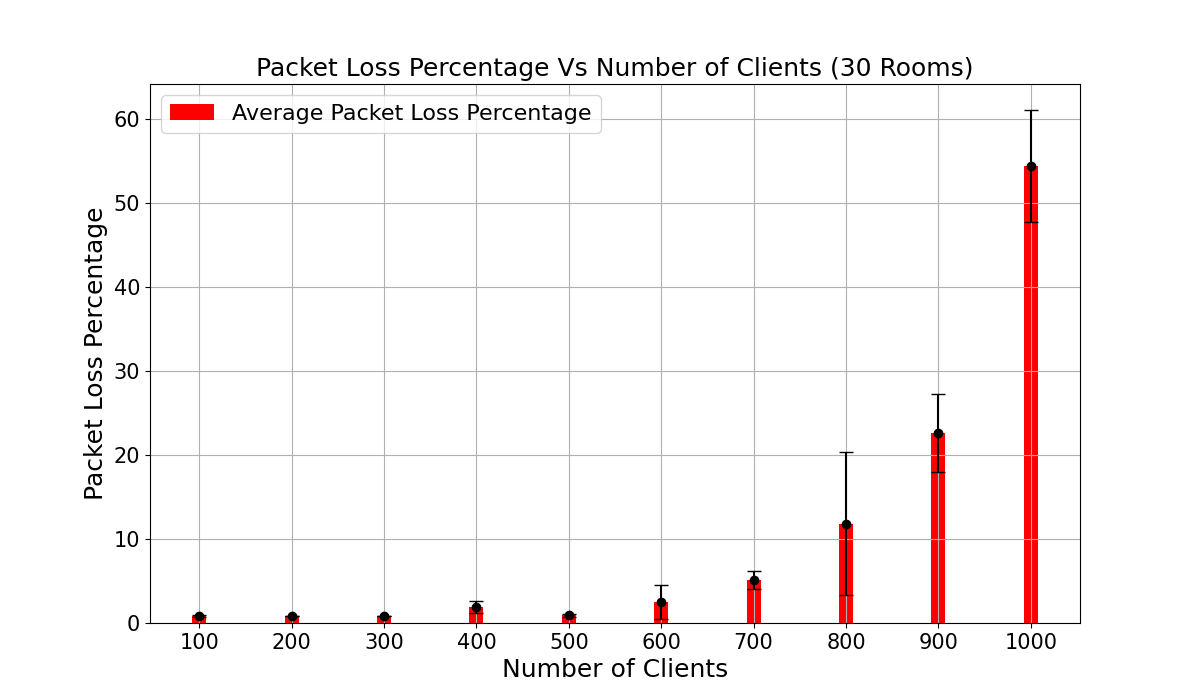 Packet Loss Percentage Vs Number of Clients (30 Rooms)
Average Packet Loss Percentage
Packet Loss Percentage
60
50
40
30
20
10
0
100 200 300 400 500 600 700 800 900 1000
Number of Clients